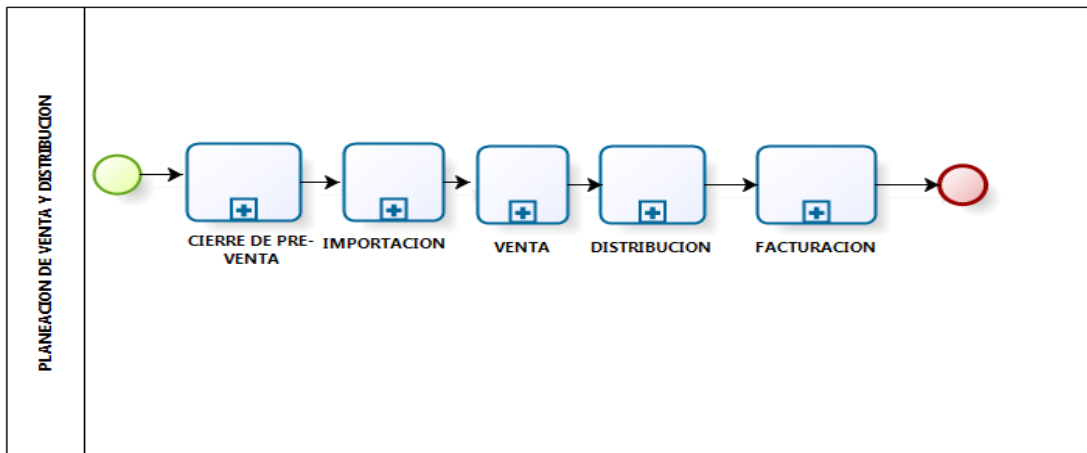 PLANEACION DE VENTA Y DISTRIBUCION
CIERRE DE PRE-
VENTA
IMPORTACION
VENTA
DISTRIBUCION
FACTURACION